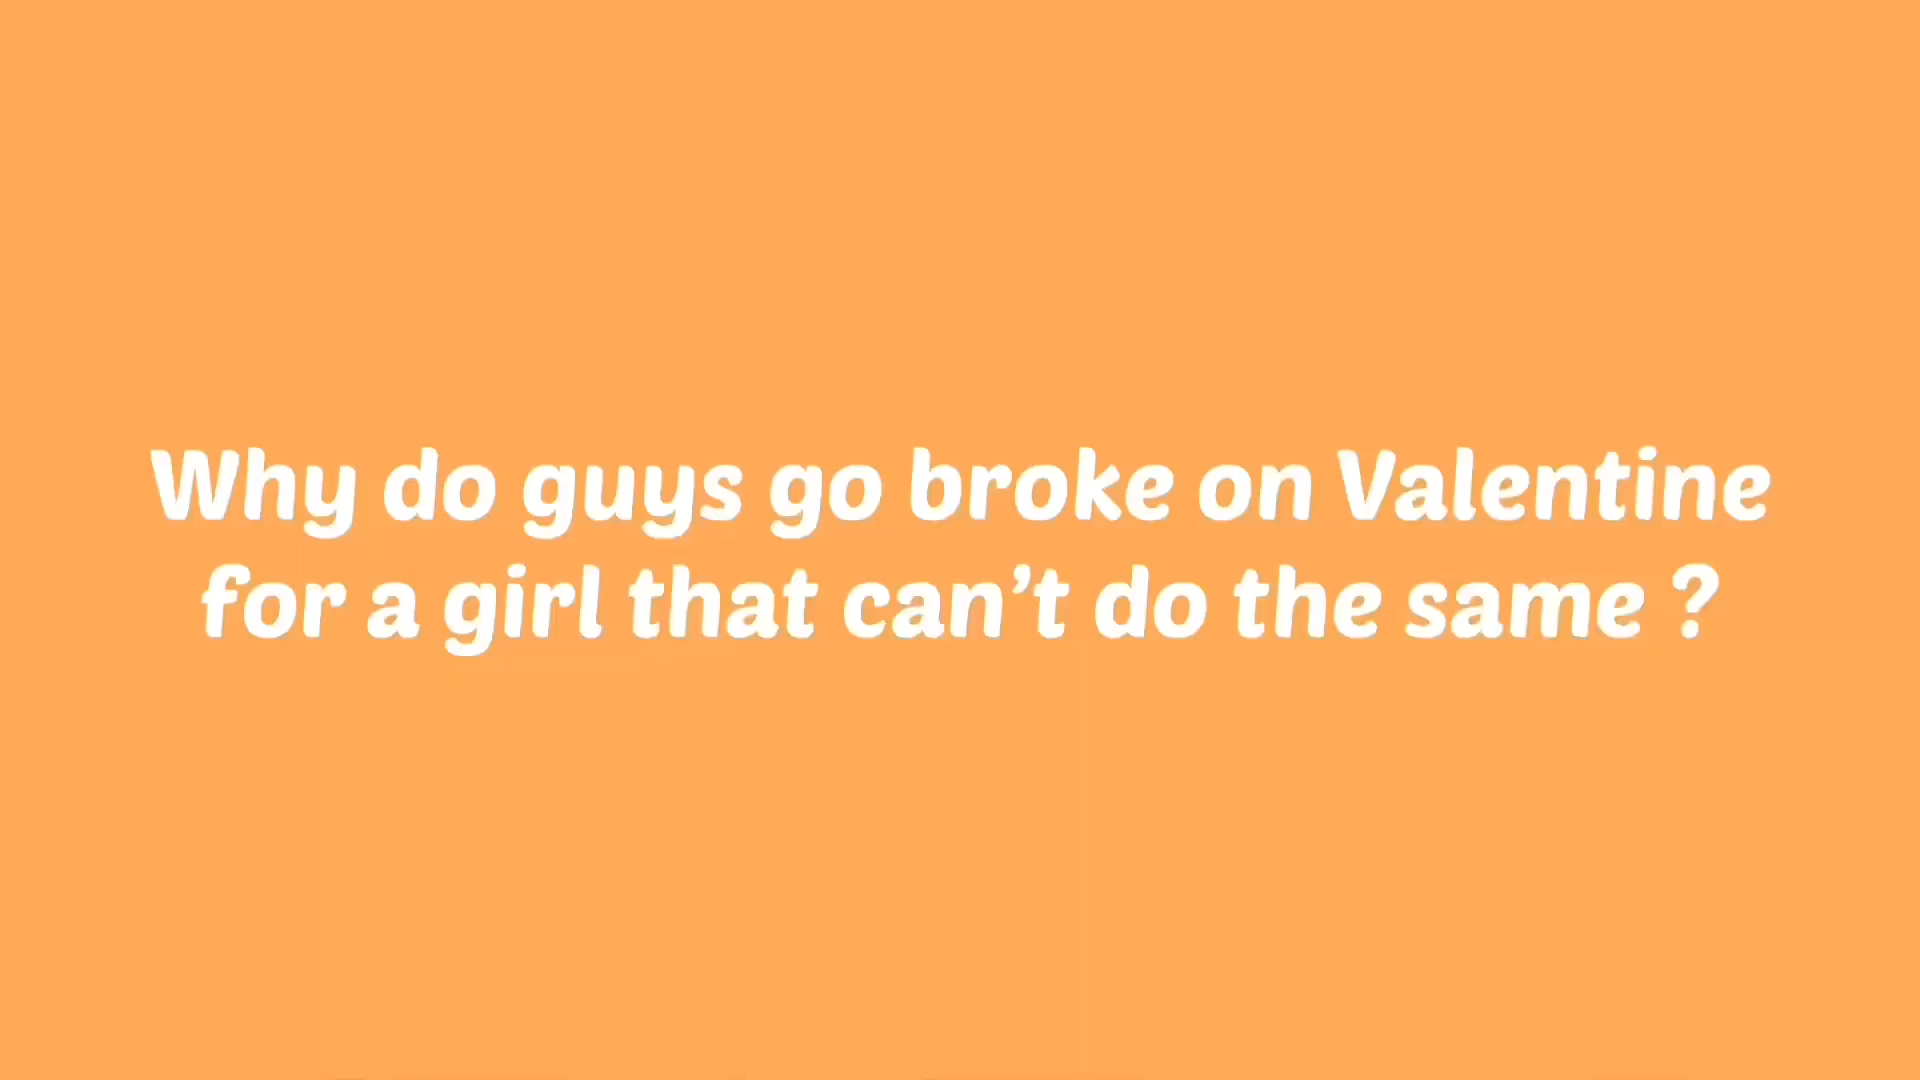 Why do guys go broke on Valentine
for a girl that can’t do the same ?